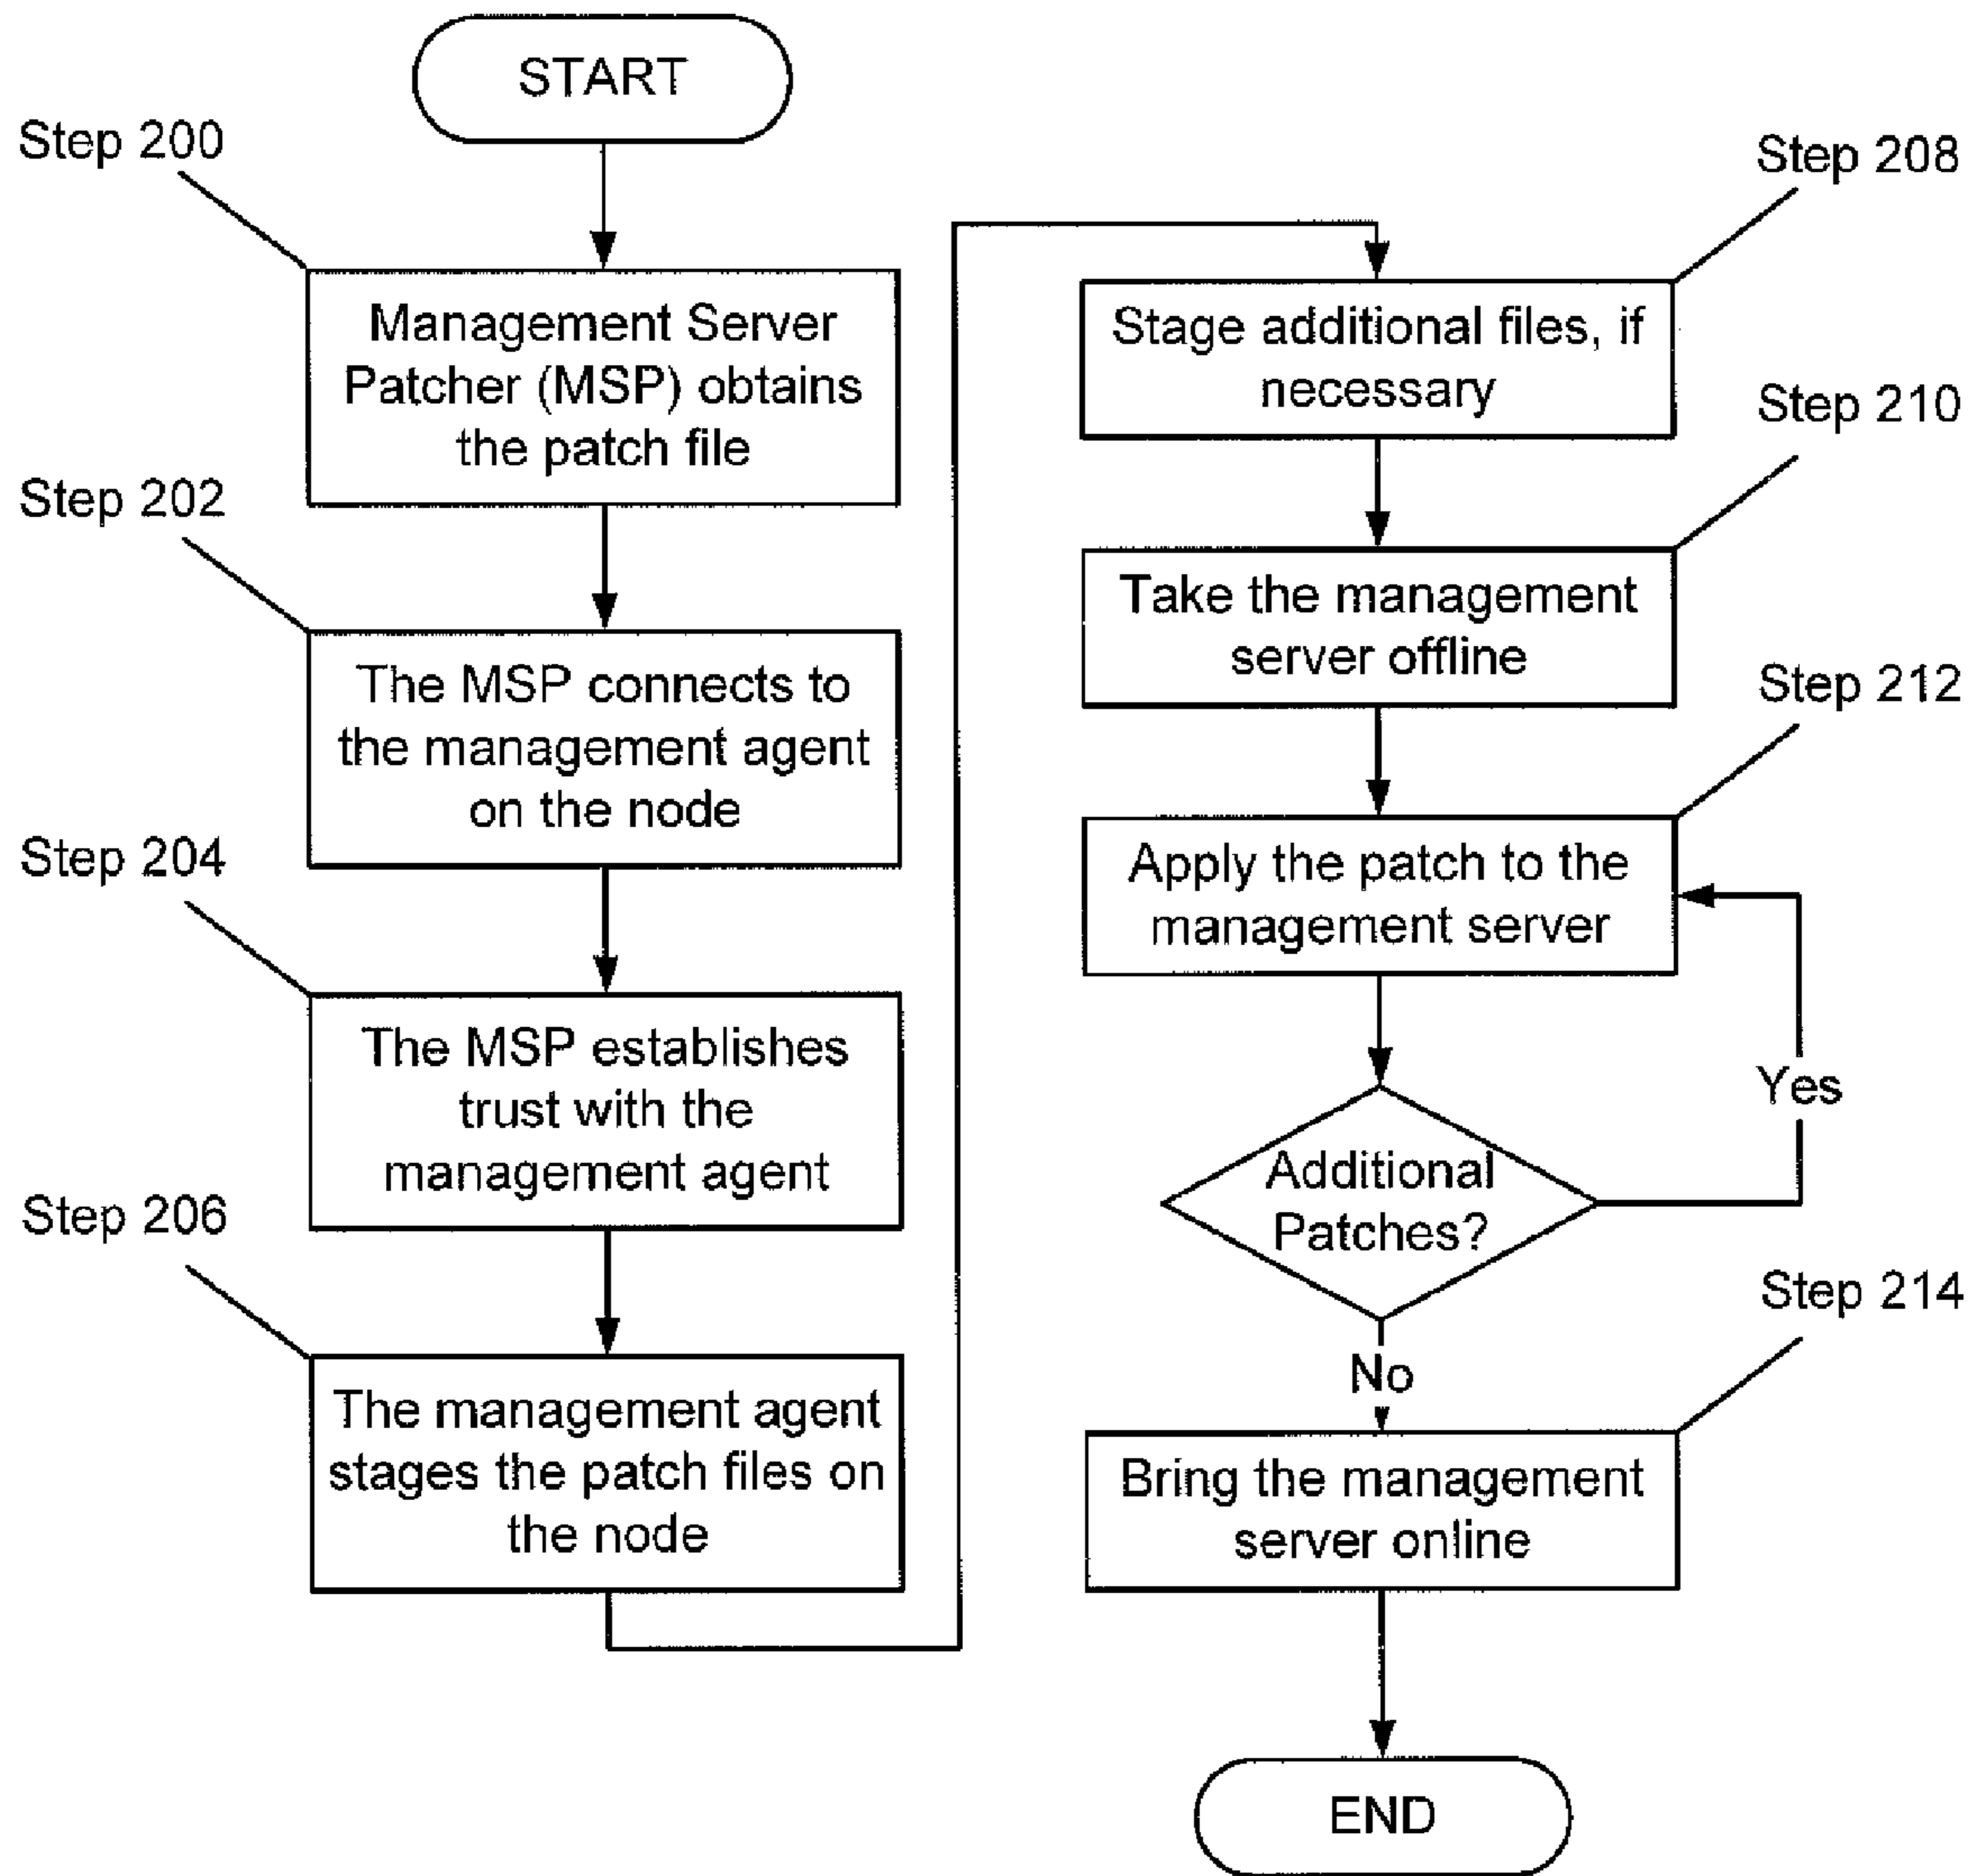 START
Step 200
Management Server
Patcher (MSP) obtains
the patch file
Step 202
The MSP connects to
the management agent
on the node
Step 204
The MSP establishes
trust with the
management agent
Step 206
The management agent
stages the patch files on
the node
Step 208
Stage additional files, if
necessary
Step 210
Take the management
server offline
Step 212
Apply the patch to the
management server
Additional
Patches?
Yes
No
Step 214
Bring the management
server online
END